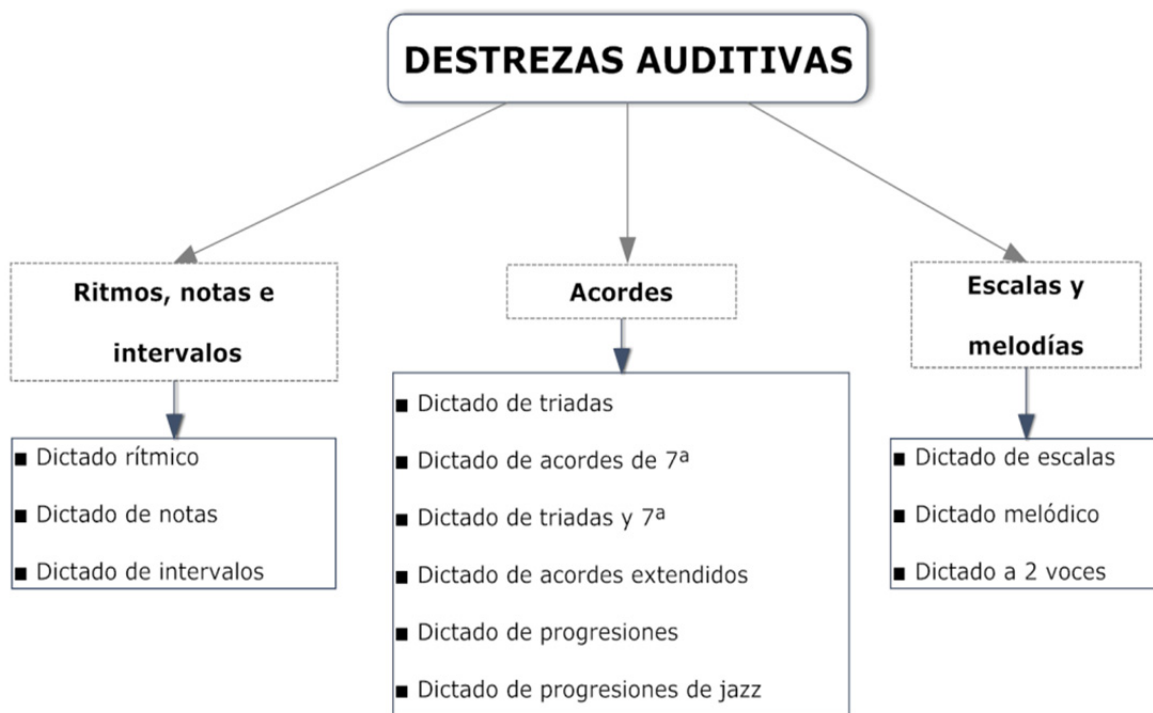 DESTREZAS AUDITIVAS
Ritmos, notas e
intervalos
■ Dictado rítmico
■ Dictado de notas
■ Dictado de intervalos
Acordes
■ Dictado de triadas
■ Dictado de acordes de 7ª
■ Dictado de triadas y 7ª
■ Dictado de acordes extendidos
■ Dictado de progresiones
■ Dictado de progresiones de jazz
Escalas y
melodías
■ Dictado de escalas
■ Dictado melódico
■ Dictado a 2 voces